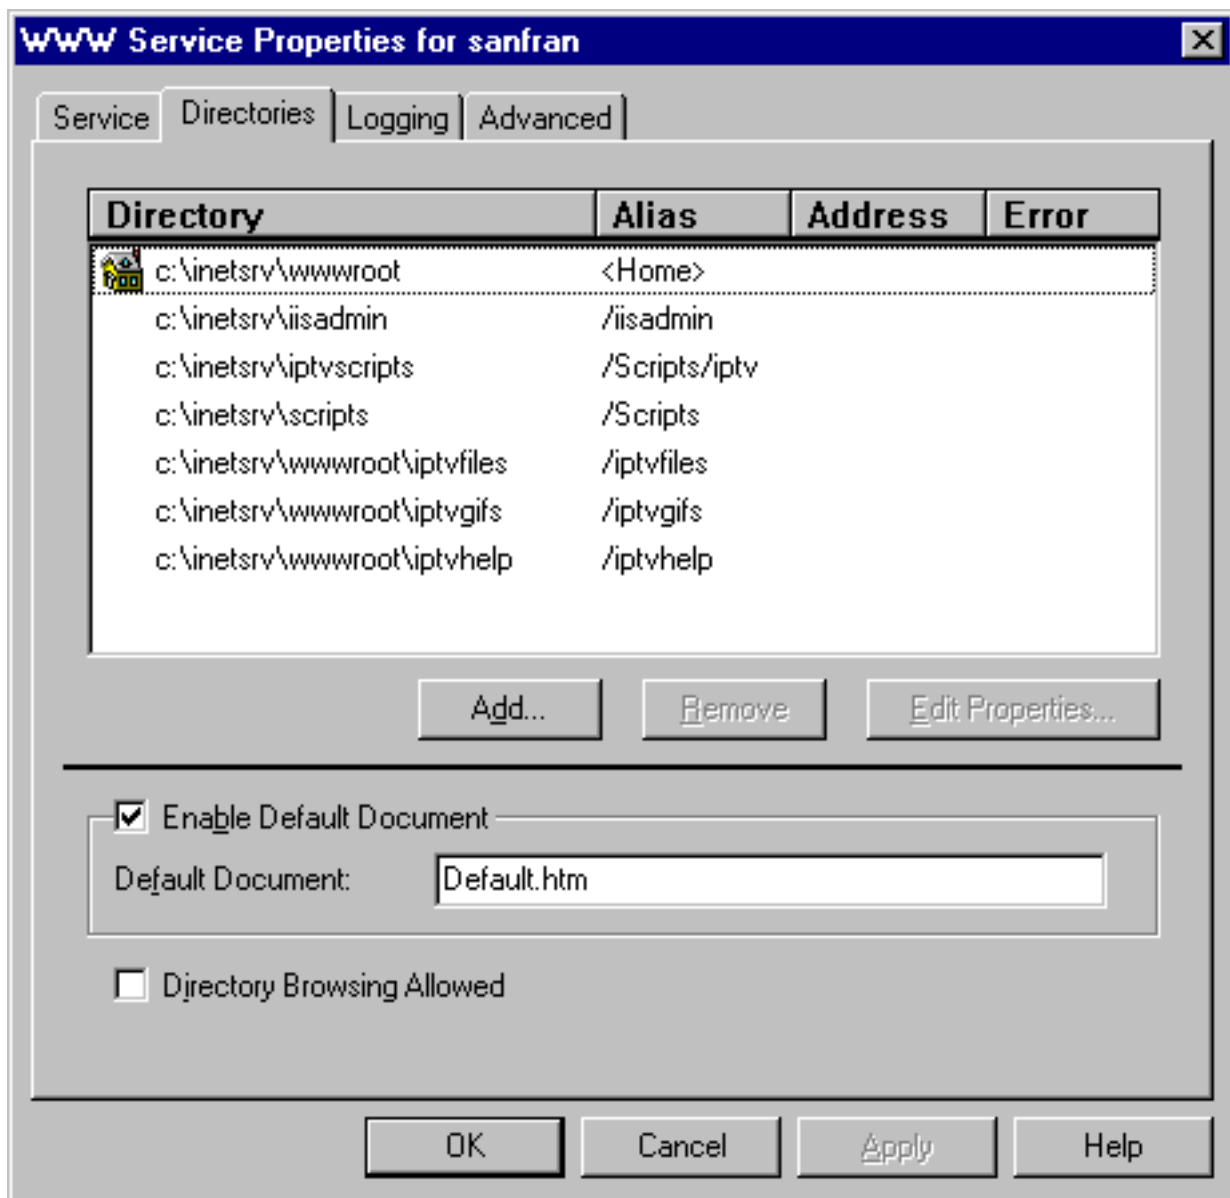 WWW Service Properties for sanfran
Service Directories Logging Advanced
Directory Alias Address Error
c:\inetsrv\wwwroot <Home>
c:\inetsrv\iisadmin /iisadmin
c:\inetsrv\iptvscripts /Scripts/iptv
c:\inetsrv\scripts /Scripts
c:\inetsrv\wwwroot\iptvfiles /iptvfiles
c:\inetsrv\wwwroot\iptvgifs /iptvgifs
c:\inetsrv\wwwroot\iptvhelp /iptvhelp
Add... Remove Edit Properties...
Enable Default Document
Default Document: Default.htm
Directory Browsing Allowed
OK Cancel Apply Help